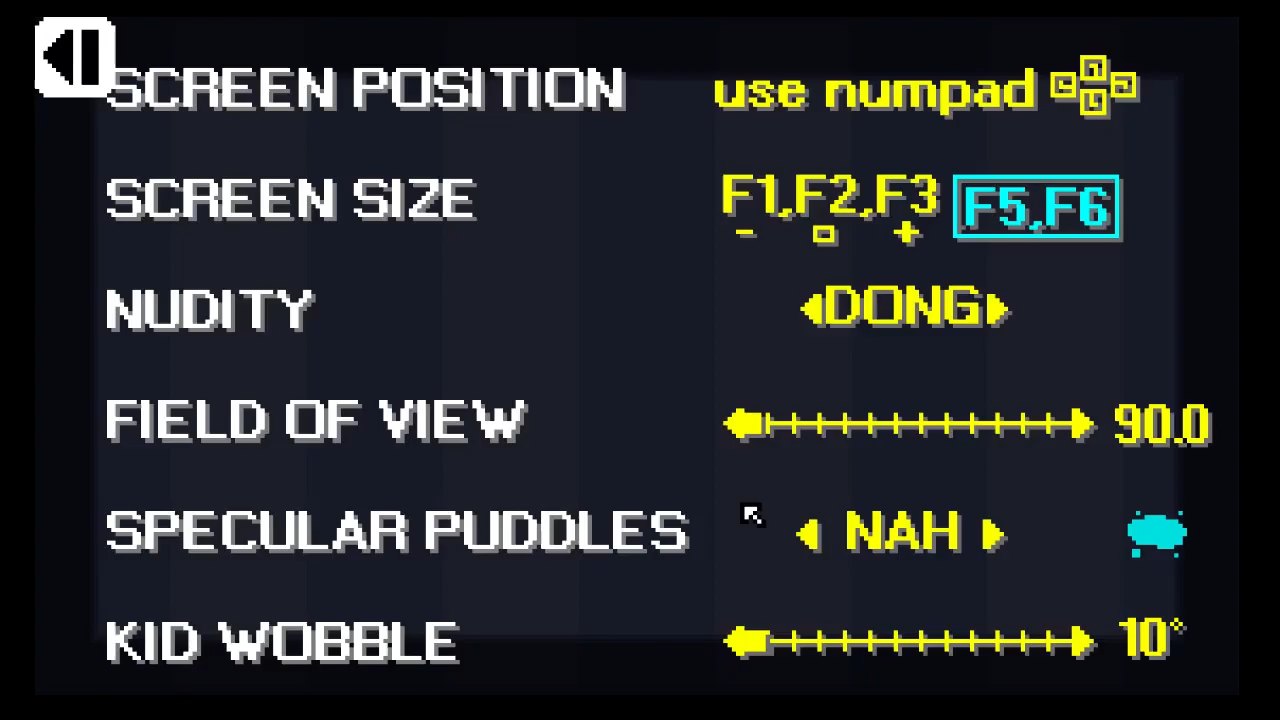 SCREEN POSITION use numpad
SCREEN SIZE F1,F2,F3 F5,F6
- +
NUDITY DONG
FIELD OF VIEW 90.0
SPECULAR PUDDLES NAH
KID WOBBLE 10°